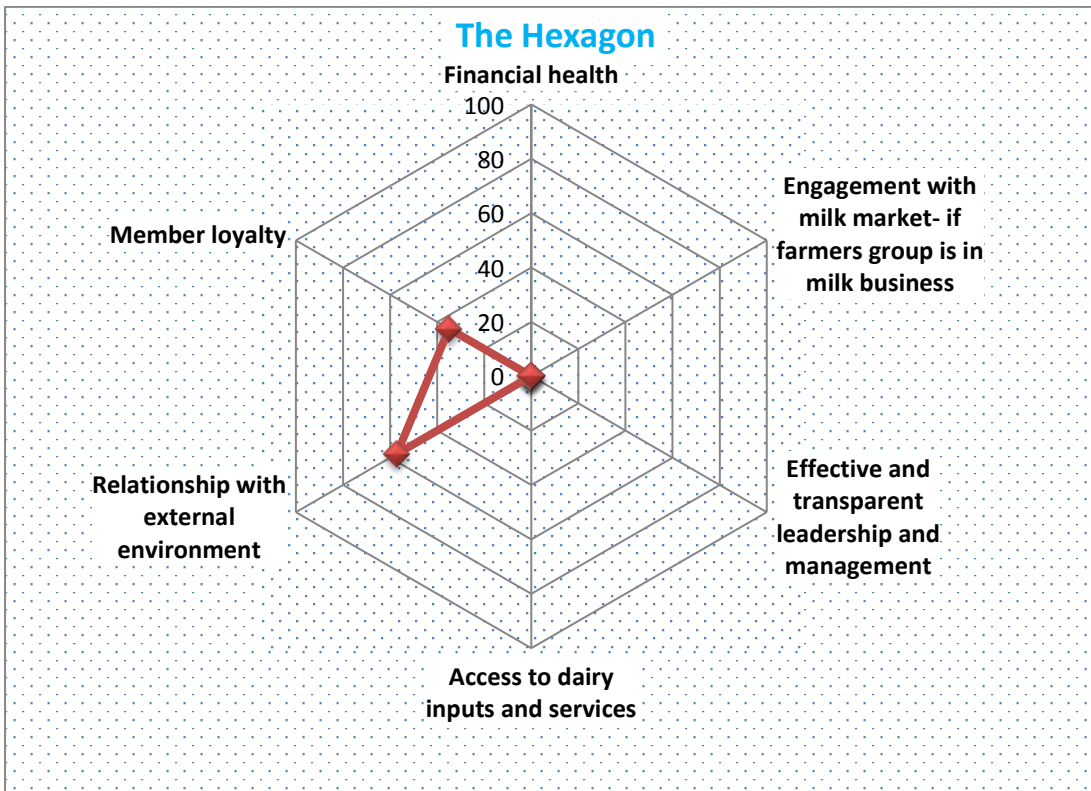 The Hexagon
Financial health
100
80
60
40
20
0
Engagement with
milk market- if
farmers group is in
milk business
Effective and
transparent
leadership and
management
Access to dairy
inputs and services
Relationship with
external
environment
Member loyalty